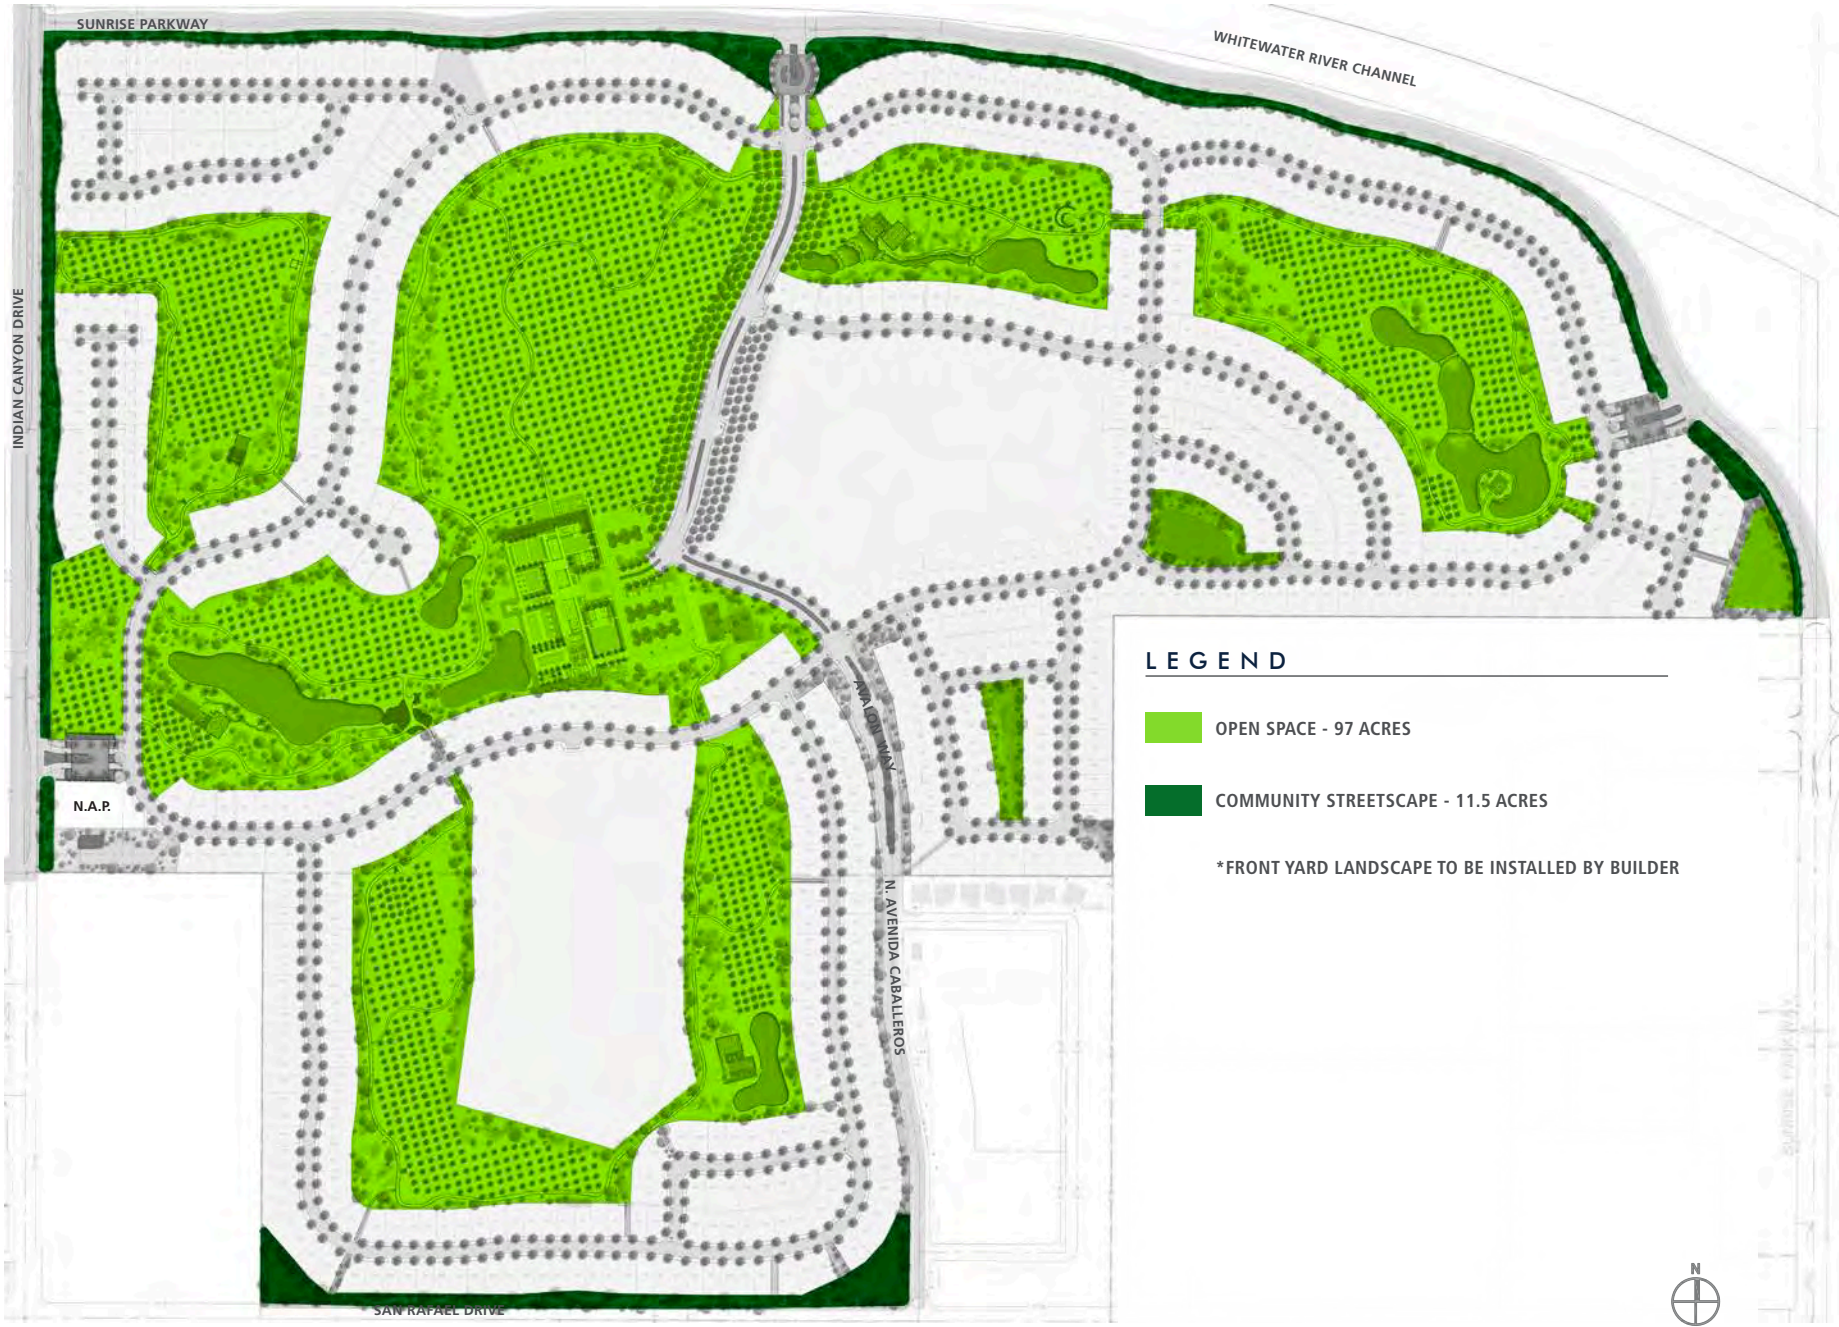 SUNRISE PARKWAY
WHITEWATER RIVER CHANNEL
INDIAN CANYON DRIVE
AVALON WAY
N. AVENIDA CABALLEROS
N.A.P.
SAN RAFAEL DRIVE
LEGEND
OPEN SPACE - 97 ACRES
COMMUNITY STREETSCAPE - 11.5 ACRES
*FRONT YARD LANDSCAPE TO BE INSTALLED BY BUILDER
N